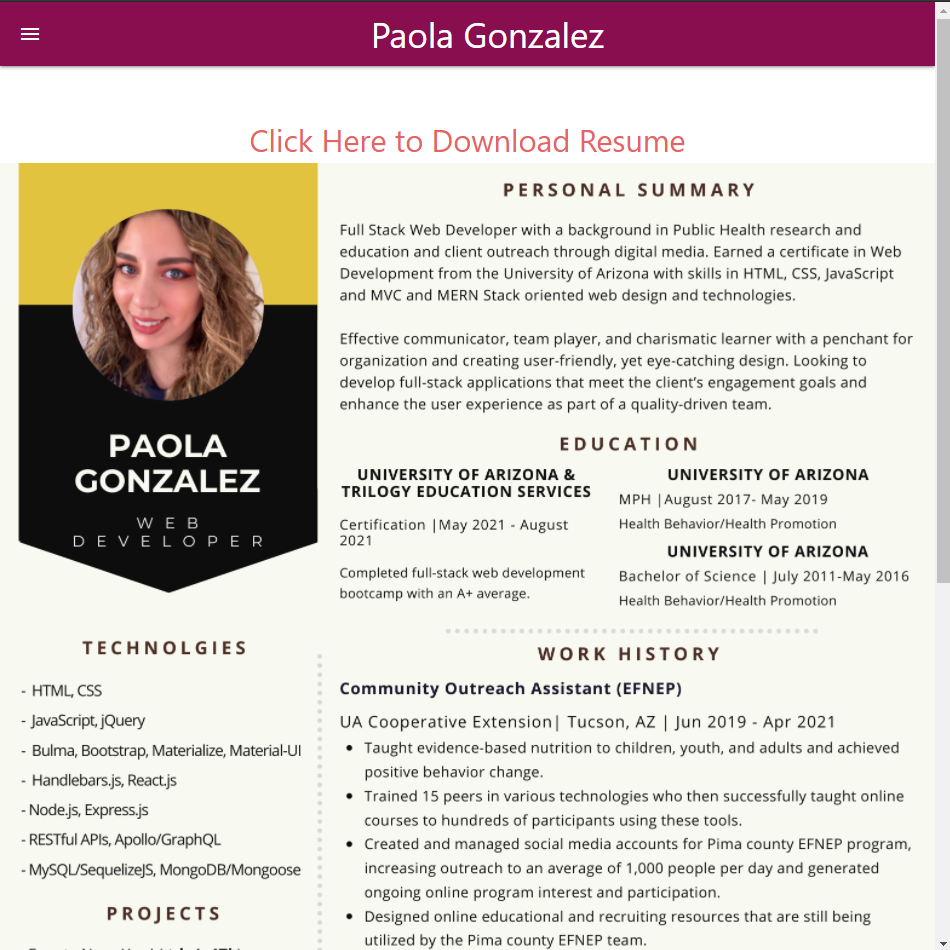 Paola Gonzalez
Click Here to Download Resume
PAOLA
GONZALEZ
WEB
DEVELOPER
TECHNOLGIES
- HTML, CSS
- JavaScript, jQuery
- Bulma, Bootstrap, Materialize, Material-UI
- Handlebars.js, React.js
- Node.js, Express.js
- RESTful APIs, Apollo/GraphQL
- MySQL/SequelizeJS, MongoDB/Mongoose
PROJECTS
PERSONAL SUMMARY
Full Stack Web Developer with a background in Public Health research and
education and client outreach through digital media. Earned a certificate in Web
Development from the University of Arizona with skills in HTML, CSS, JavaScript
and MVC and MERN Stack oriented web design and technologies.
Effective communicator, team player, and charismatic learner with a penchant for
organization and creating user-friendly, yet eye-catching design. Looking to
develop full-stack applications that meet the client's engagement goals and
enhance the user experience as part of a quality-driven team.
EDUCATION
UNIVERSITY OF ARIZONA &
TRILOGY EDUCATION SERVICES
Certification |May 2021 - August
2021
Completed full-stack web development
bootcamp with an A+ average.
UNIVERSITY OF ARIZONA
MPH |August 2017- May 2019
Health Behavior/Health Promotion
UNIVERSITY OF ARIZONA
Bachelor of Science | July 2011-May 2016
Health Behavior/Health Promotion
WORK HISTORY
Community Outreach Assistant (EFNEP)
UA Cooperative Extension| Tucson, AZ | Jun 2019 - Apr 2021
• Taught evidence-based nutrition to children, youth, and adults and achieved
positive behavior change.
• Trained 15 peers in various technologies who then successfully taught online
courses to hundreds of participants using these tools.
• Created and managed social media accounts for Pima county EFNEP program,
increasing outreach to an average of 1,000 people per day and generated
ongoing online program interest and participation.
• Designed online educational and recruiting resources that are still being
utilized by the Pima county EFNEP team.